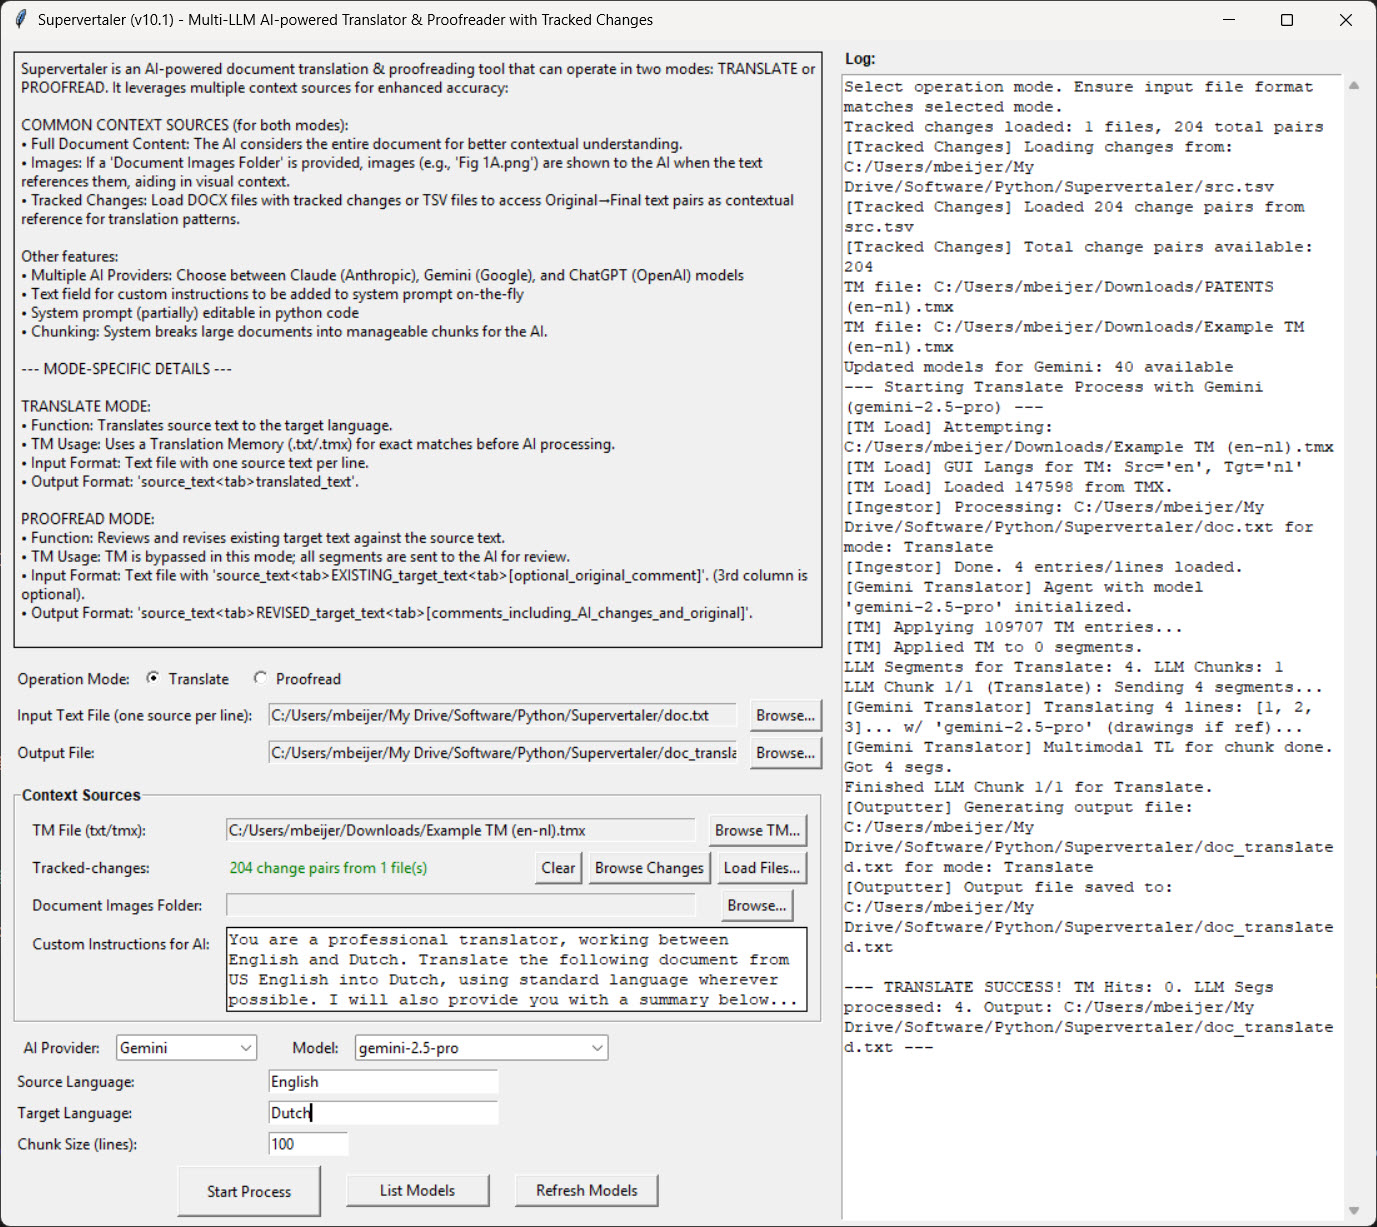 Supervertaler (v10.1) - Multi-LLM AI-powered Translator & Proofreader with Tracked Changes
Supervertaler is an AI-powered document translation & proofreading tool that can operate in two modes: TRANSLATE or
PROOFREAD. It leverages multiple context sources for enhanced accuracy:
COMMON CONTEXT SOURCES (for both modes):
• Full Document Content: The AI considers the entire document for better contextual understanding.
• Images: If a 'Document Images Folder' is provided, images (e.g., 'Fig 1A.png') are shown to the AI when the text
references them, aiding in visual context.
• Tracked Changes: Load DOCX files with tracked changes or TSV files to access Original→Final text pairs as contextual
reference for translation patterns.
Other features:
• Multiple AI Providers: Choose between Claude (Anthropic), Gemini (Google), and ChatGPT (OpenAI) models
• Text field for custom instructions to be added to system prompt on-the-fly
• System prompt (partially) editable in python code
• Chunking: System breaks large documents into manageable chunks for the AI.
--- MODE-SPECIFIC DETAILS ---
TRANSLATE MODE:
• Function: Translates source text to the target language.
• TM Usage: Uses a Translation Memory (.txt/.tmx) for exact matches before AI processing.
• Input Format: Text file with one source text per line.
• Output Format: 'source_text<tab>translated_text'.
PROOFREAD MODE:
• Function: Reviews and revises existing target text against the source text.
• TM Usage: TM is bypassed in this mode; all segments are sent to the AI for review.
• Input Format: Text file with 'source_text<tab>EXISTING_target_text<tab>[optional_original_comment]'. (3rd column is
optional).
• Output Format: 'source_text<tab>REVISED_target_text<tab>[comments_including_AI_changes_and_original]'.
Operation Mode: Translate Proofread
Input Text File (one source per line): C:/Users/mbeijer/My Drive/Software/Python/Supervertaler/doc.txt Browse...
Output File: C:/Users/mbeijer/My Drive/Software/Python/Supervertaler/doc_transla Browse...
Context Sources
TM File (txt/tmx): C:/Users/mbeijer/Downloads/Example TM (en-nl).tmx Browse TM...
Tracked-changes: 204 change pairs from 1 file(s) Clear Browse Changes Load Files...
Document Images Folder: Browse...
Custom Instructions for AI: You are a professional translator, working between
English and Dutch. Translate the following document from
US English into Dutch, using standard language wherever
possible. I will also provide you with a summary below...
AI Provider: Gemini Model: gemini-2.5-pro
Source Language: English
Target Language: Dutch
Chunk Size (lines): 100
Start Process List Models Refresh Models
Log:
Select operation mode. Ensure input file format
matches selected mode.
Tracked changes loaded: 1 files, 204 total pairs
[Tracked Changes] Loading changes from:
C:/Users/mbeijer/My
Drive/Software/Python/Supervertaler/src.tsv
[Tracked Changes] Loaded 204 change pairs from
src.tsv
[Tracked Changes] Total change pairs available:
204
TM file: C:/Users/mbeijer/Downloads/PATENTS
(en-nl).tmx
TM file: C:/Users/mbeijer/Downloads/Example TM
(en-nl).tmx
Updated models for Gemini: 40 available
--- Starting Translate Process with Gemini
(gemini-2.5-pro) ---
[TM Load] Attempting:
C:/Users/mbeijer/Downloads/Example TM (en-nl).tmx
[TM Load] GUI Langs for TM: Src='en', Tgt='nl'
[TM Load] Loaded 147598 from TMX.
[Ingestor] Processing: C:/Users/mbeijer/My
Drive/Software/Python/Supervertaler/doc.txt for
mode: Translate
[Ingestor] Done. 4 entries/lines loaded.
[Gemini Translator] Agent with model
'gemini-2.5-pro' initialized.
[TM] Applying 109707 TM entries...
[TM] Applied TM to 0 segments.
LLM Segments for Translate: 4. LLM Chunks: 1
LLM Chunk 1/1 (Translate): Sending 4 segments...
[Gemini Translator] Translating 4 lines: [1, 2,
3]... w/ 'gemini-2.5-pro' (drawings if ref)...
[Gemini Translator] Multimodal TL for chunk done.
Got 4 segs.
Finished LLM Chunk 1/1 for Translate.
[Outputter] Generating output file:
C:/Users/mbeijer/My
Drive/Software/Python/Supervertaler/doc_translate
d.txt for mode: Translate
[Outputter] Output file saved to:
C:/Users/mbeijer/My
Drive/Software/Python/Supervertaler/doc_translate
d.txt
--- TRANSLATE SUCCESS! TM Hits: 0. LLM Segs
processed: 4. Output: C:/Users/mbeijer/My
Drive/Software/Python/Supervertaler/doc_translate
d.txt ---